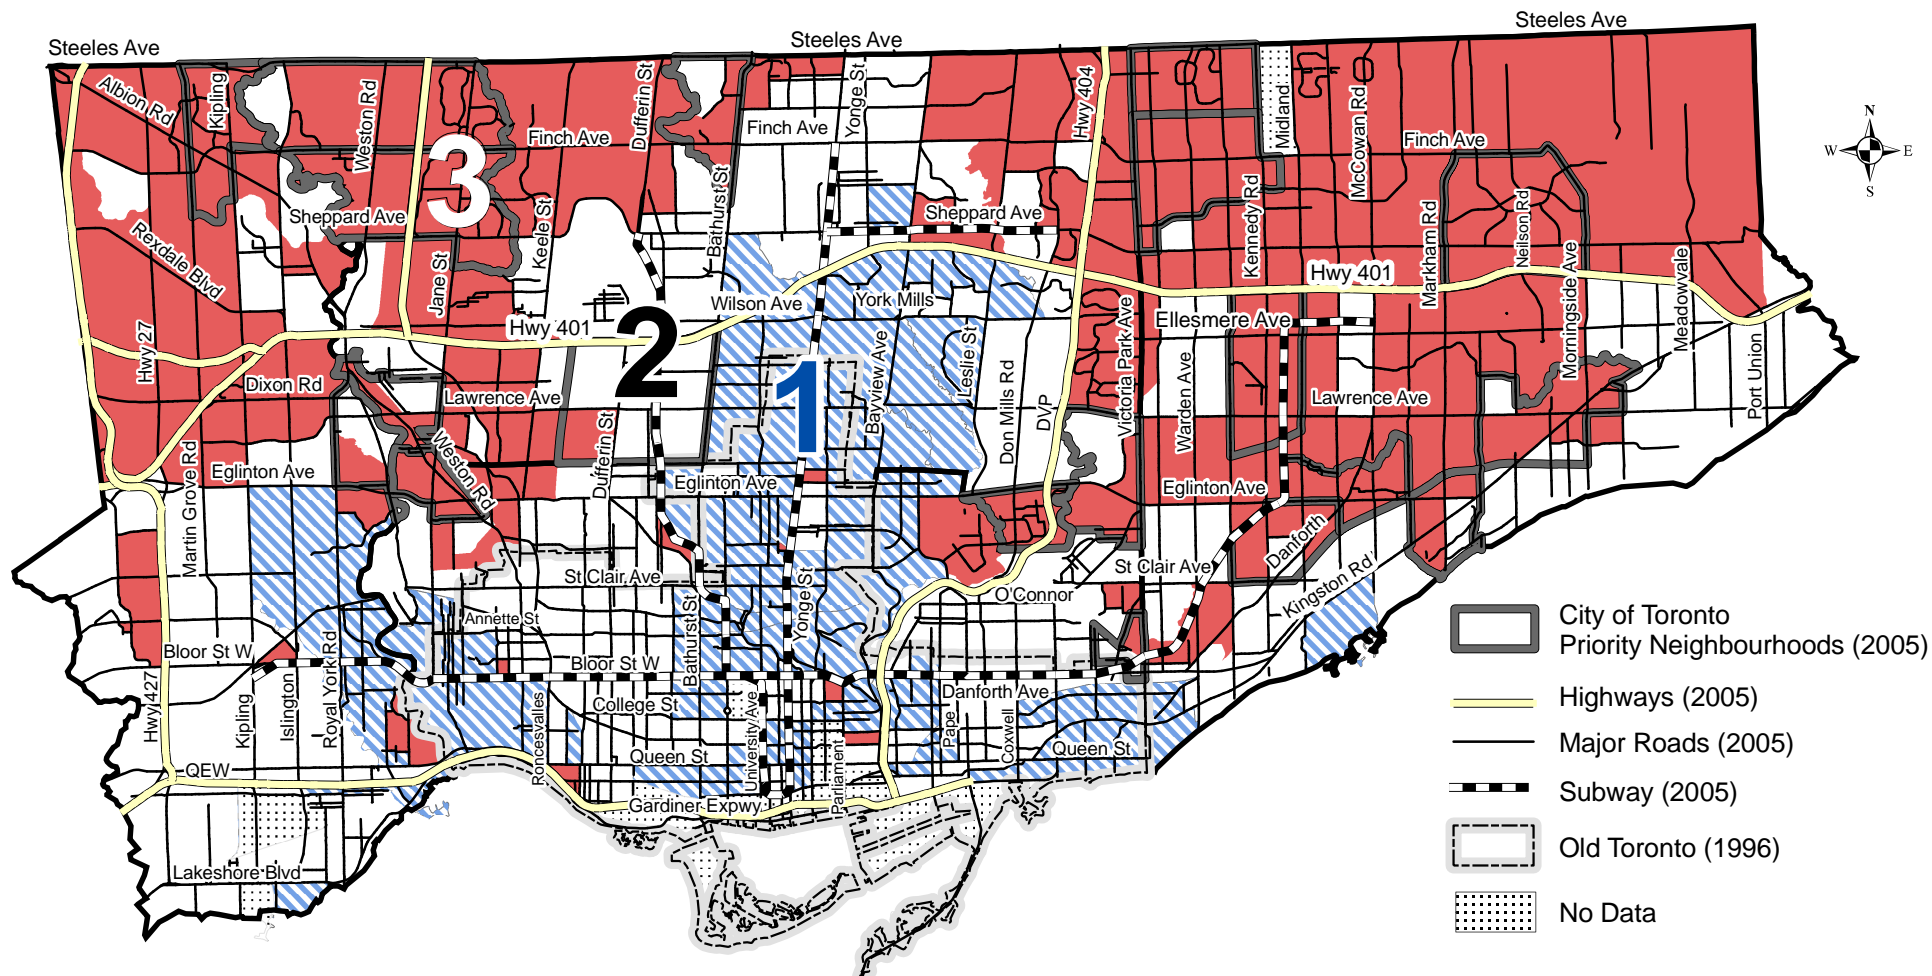 Steeles Ave
Steeles Ave
Steeles Ave
Albion Rd
Kipling
Weston Rd
Dufferin St
Yonge St
Hwy 404
Midland
McCowan Rd
N
W
E
S
3
Finch Ave
Finch Ave
Finch Ave
Bathurst St
Sheppard Ave
Sheppard Ave
Keele St
Kennedy Rd
Markham Rd
Neilson Rd
Morningside Ave
Meadowvale
Rexdale Blvd
Jane St
Hwy 401
Wilson Ave
York Mills
Hwy 401
2
Ellesmere Ave
Hwy 27
Hwy 401
Victoria Park Ave
Warden Ave
Port Union
Bayview Ave
Leslie St
Don Mills Rd
DVP
1
Dixon Rd
Lawrence Ave
Lawrence Ave
Martin Grove Rd
Eglinton Ave
Weston Rd
Dufferin St
Eglinton Ave
Eglinton Ave
Danforth
St Clair Ave
St Clair Ave
Kingston Rd
O'Connor
Annette St
Bathurst St
Yonge St
Bloor St W
Bloor St W
Royal York Rd
Danforth Ave
Hwy 427
Kipling
Islington
College St
Roncesvalles
University Ave
Parliament
Pape
Coxwell
Queen St
Queen St
QEW
Gardiner Expwy
Lakeshore Blvd
City of Toronto
Priority Neighbourhoods (2005)
Highways (2005)
Major Roads (2005)
Subway (2005)
Old Toronto (1996)
No Data